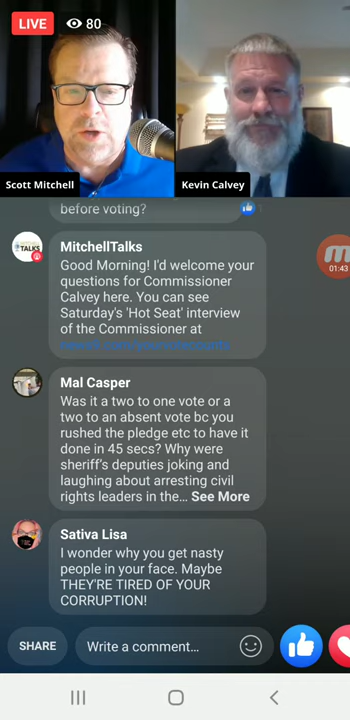 LIVE 80
Scott Mitchell
Kevin Calvey
before voting?
TALKS
MitchellTalks
Good Morning! I'd welcome your
questions for Commissioner
Calvey here. You can see
Saturday's 'Hot Seat' interview
of the Commissioner at
01:43
Mal Casper
Was it a two to one vote or a
two to an absent vote bc you
rushed the pledge etc to have it
done in 45 secs? Why were
sheriff's deputies joking and
laughing about arresting civil
rights leaders in the... See More
Sativa Lisa
I wonder why you get nasty
people in your face. Maybe
THEY'RE TIRED OF YOUR
CORRUPTION!
SHARE
Write a comment...